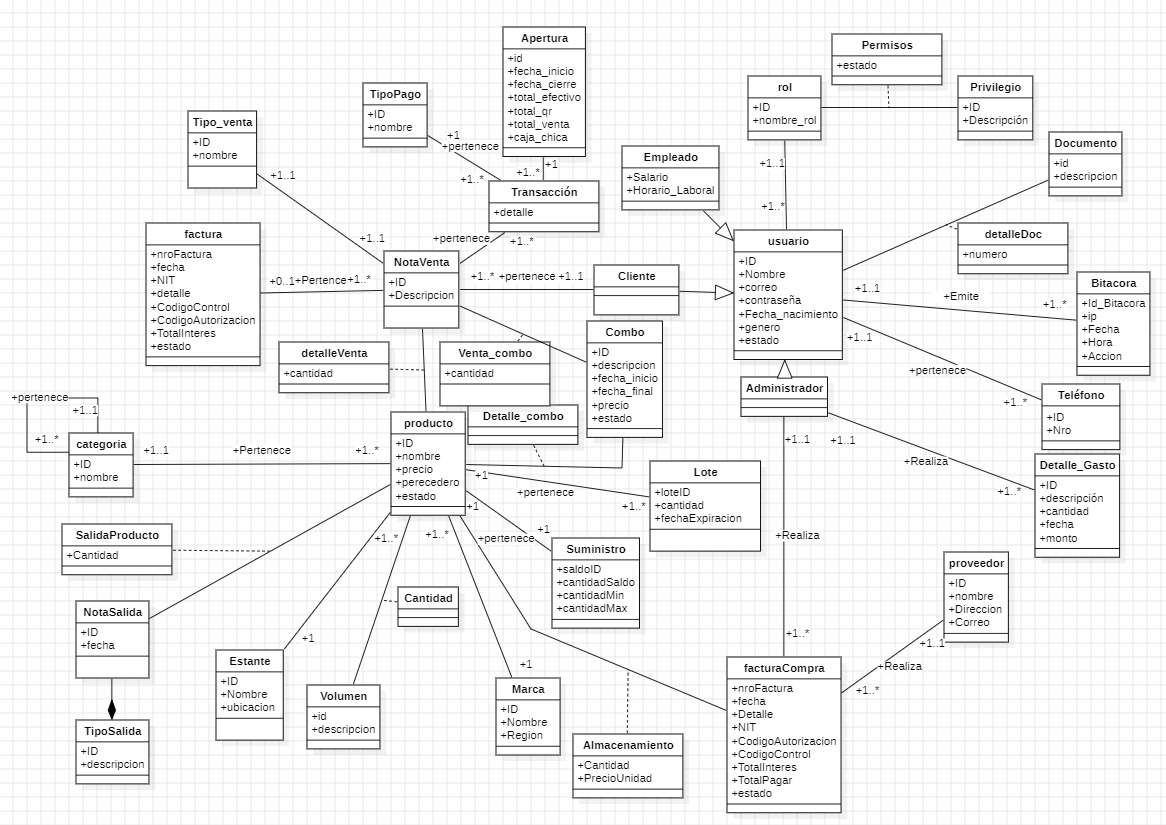 Apertura
+id
+fecha_inicio
+fecha_cierre
+total_efectivo
+total_qr
+total_venta
+caja_chica
Permisos
+estado
TipoPago
+ID
+nombre
rol
+ID
+nombre_rol
Privilegio
+ID
+Descripción
Tipo_venta
+ID
+nombre
+1
+pertenece
+1..*
+1
+1..*
Documento
+id
+descripcion
Empleado
+Salario
+Horario_Laboral
+1..1
+1..*
+1..1
+1..1
Transacción
+detalle
+pertenece
+1..*
factura
+nroFactura
+fecha
+NIT
+detalle
+CodigoControl
+CodigoAutorizacion
+TotalInteres
+estado
+0..1
+Pertence
+1..*
NotaVenta
+ID
+Descripcion
+1..*
+pertenece
+1..1
Cliente
usuario
+ID
+Nombre
+correo
+contraseña
+Fecha_nacimiento
+genero
+estado
detalleDoc
+numero
+1..1
+Emite
+1..*
Bitacora
+Id_Bitacora
+ip
+Fecha
+Hora
+Accion
+1..1
+pertenece
+1..*
Teléfono
+ID
+Nro
detalleVenta
+cantidad
Venta_combo
+cantidad
Combo
+ID
+descripcion
+fecha_inicio
+fecha_final
+precio
+estado
Detalle_combo
Administrador
+1..1
+1..1
+Realiza
+1..*
Detalle_Gasto
+ID
+descripción
+cantidad
+fecha
+monto
+pertenece
+1..1
+1..*
categoria
+ID
+nombre
+1..1
+Pertenece
+1..*
producto
+ID
+nombre
+precio
+perecedero
+estado
+1
+pertenece
+1..*
Lote
+loteID
+cantidad
+fechaExpiracion
+1
+pertenece
+1
Suministro
+saldoID
+cantidadSaldo
+cantidadMin
+cantidadMax
SalidaProducto
+Cantidad
+1..*
+1..*
+Realiza
+1..*
proveedor
+ID
+nombre
+Direccion
+Correo
+1..1
+Realiza
+1..*
NotaSalida
+ID
+fecha
Cantidad
+1
Estante
+ID
+Nombre
+ubicacion
Volumen
+id
+descripcion
+1
Marca
+ID
+Nombre
+Region
TipoSalida
+ID
+descripcion
Almacenamiento
+Cantidad
+PrecioUnidad
facturaCompra
+nroFactura
+fecha
+Detalle
+NIT
+CodigoAutorizacion
+CodigoControl
+TotalInteres
+TotalPagar
+estado